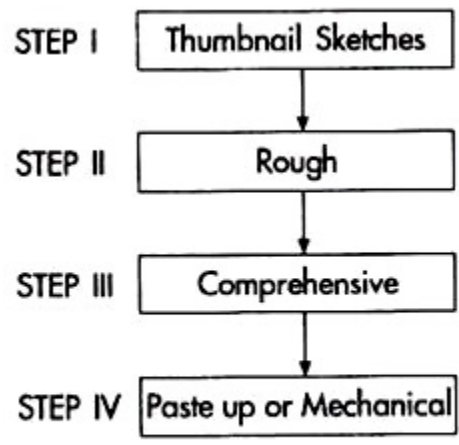 STEP I Thumbnail Sketches
STEP II Rough
STEP III Comprehensive
STEP IV Paste up or Mechanical